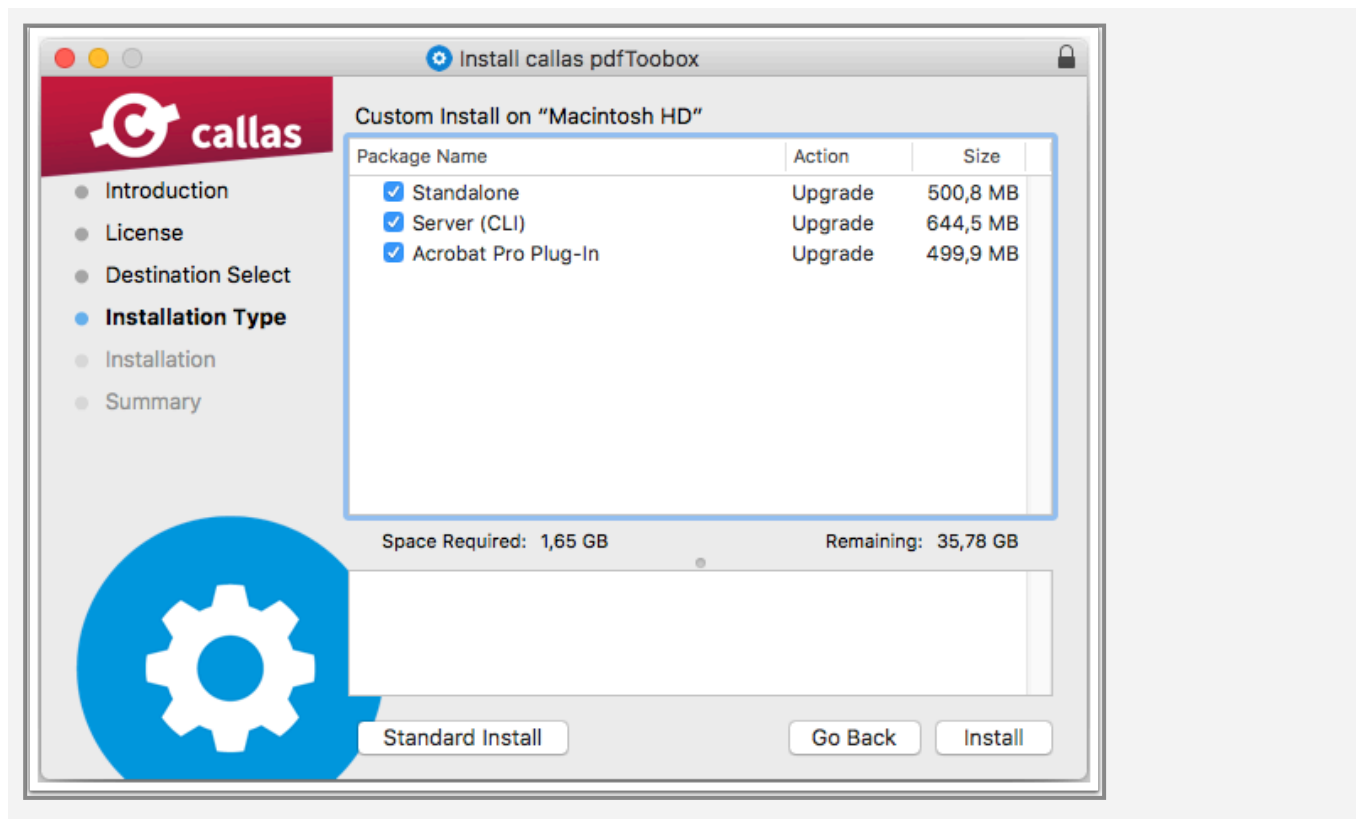 Install callas pdfToobox
callas
Introduction
License
Destination Select
Installation Type
Installation
Summary
Custom Install on “Macintosh HD”
Package Name Action Size
Standalone Upgrade 500,8 MB
Server (CLI) Upgrade 644,5 MB
Acrobat Pro Plug-In Upgrade 499,9 MB
Space Required: 1,65 GB Remaining: 35,78 GB
Standard Install Go Back Install